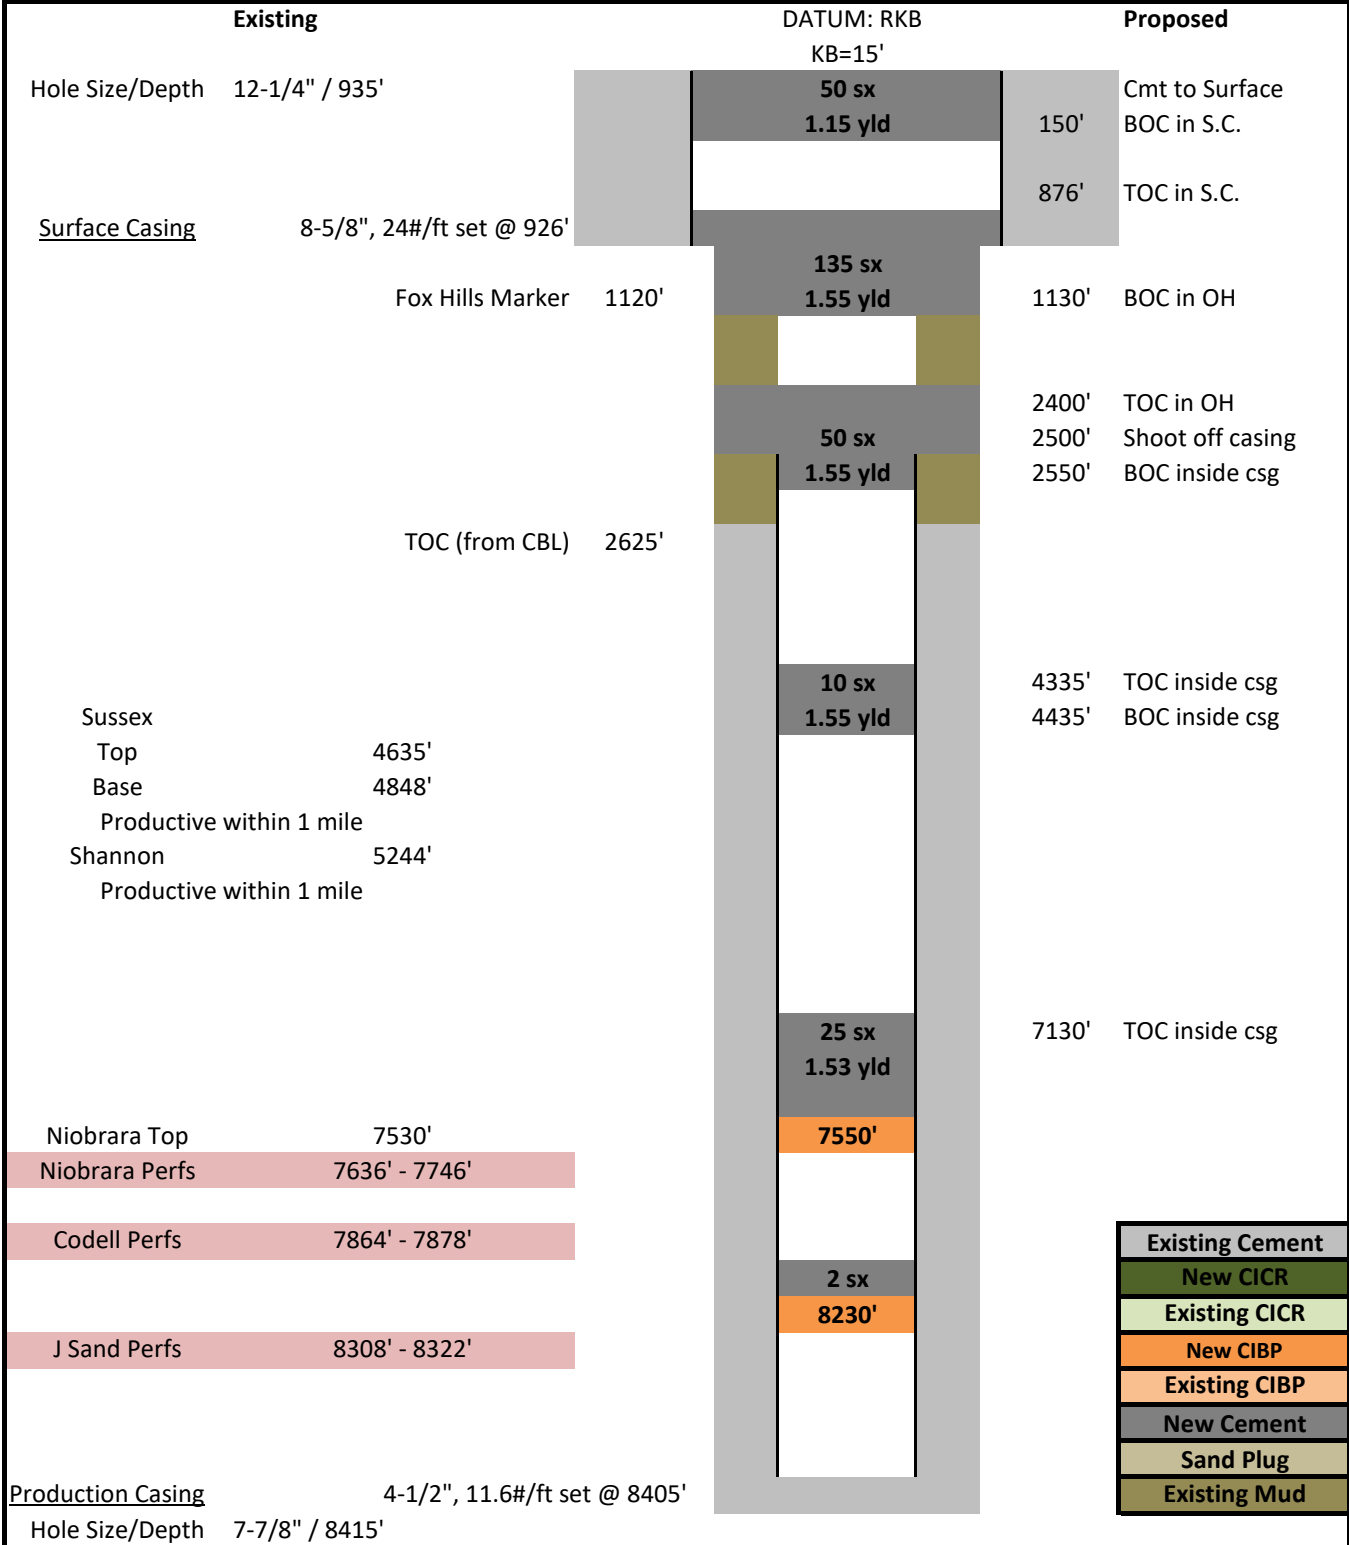 Existing DATUM: RKB Proposed
KB=15'
Hole Size/Depth 12-1/4" / 935' 50 sx Cmt to Surface
1.15 yld 150' BOC in S.C.
876' TOC in S.C.
Surface Casing 8-5/8", 24#/ft set @ 926'
135 sx
Fox Hills Marker 1120' 1.55 yld 1130' BOC in OH
2400' TOC in OH
50 sx 2500' Shoot off casing
1.55 yld 2550' BOC inside csg
TOC (from CBL) 2625'
10 sx 4335' TOC inside csg
Sussex 1.55 yld 4435' BOC inside csg
Top 4635'
Base 4848'
Productive within 1 mile
Shannon 5244'
Productive within 1 mile
25 sx 7130' TOC inside csg
1.53 yld
Niobrara Top 7530' 7550'
Niobrara Perfs 7636' - 7746'
Codell Perfs 7864' - 7878' Existing Cement
2 sx New CICR
8230' Existing CICR
J Sand Perfs 8308' - 8322' New CIBP
Existing CIBP
New Cement
Sand Plug
Production Casing 4-1/2", 11.6#/ft set @ 8405' Existing Mud
Hole Size/Depth 7-7/8" / 8415'